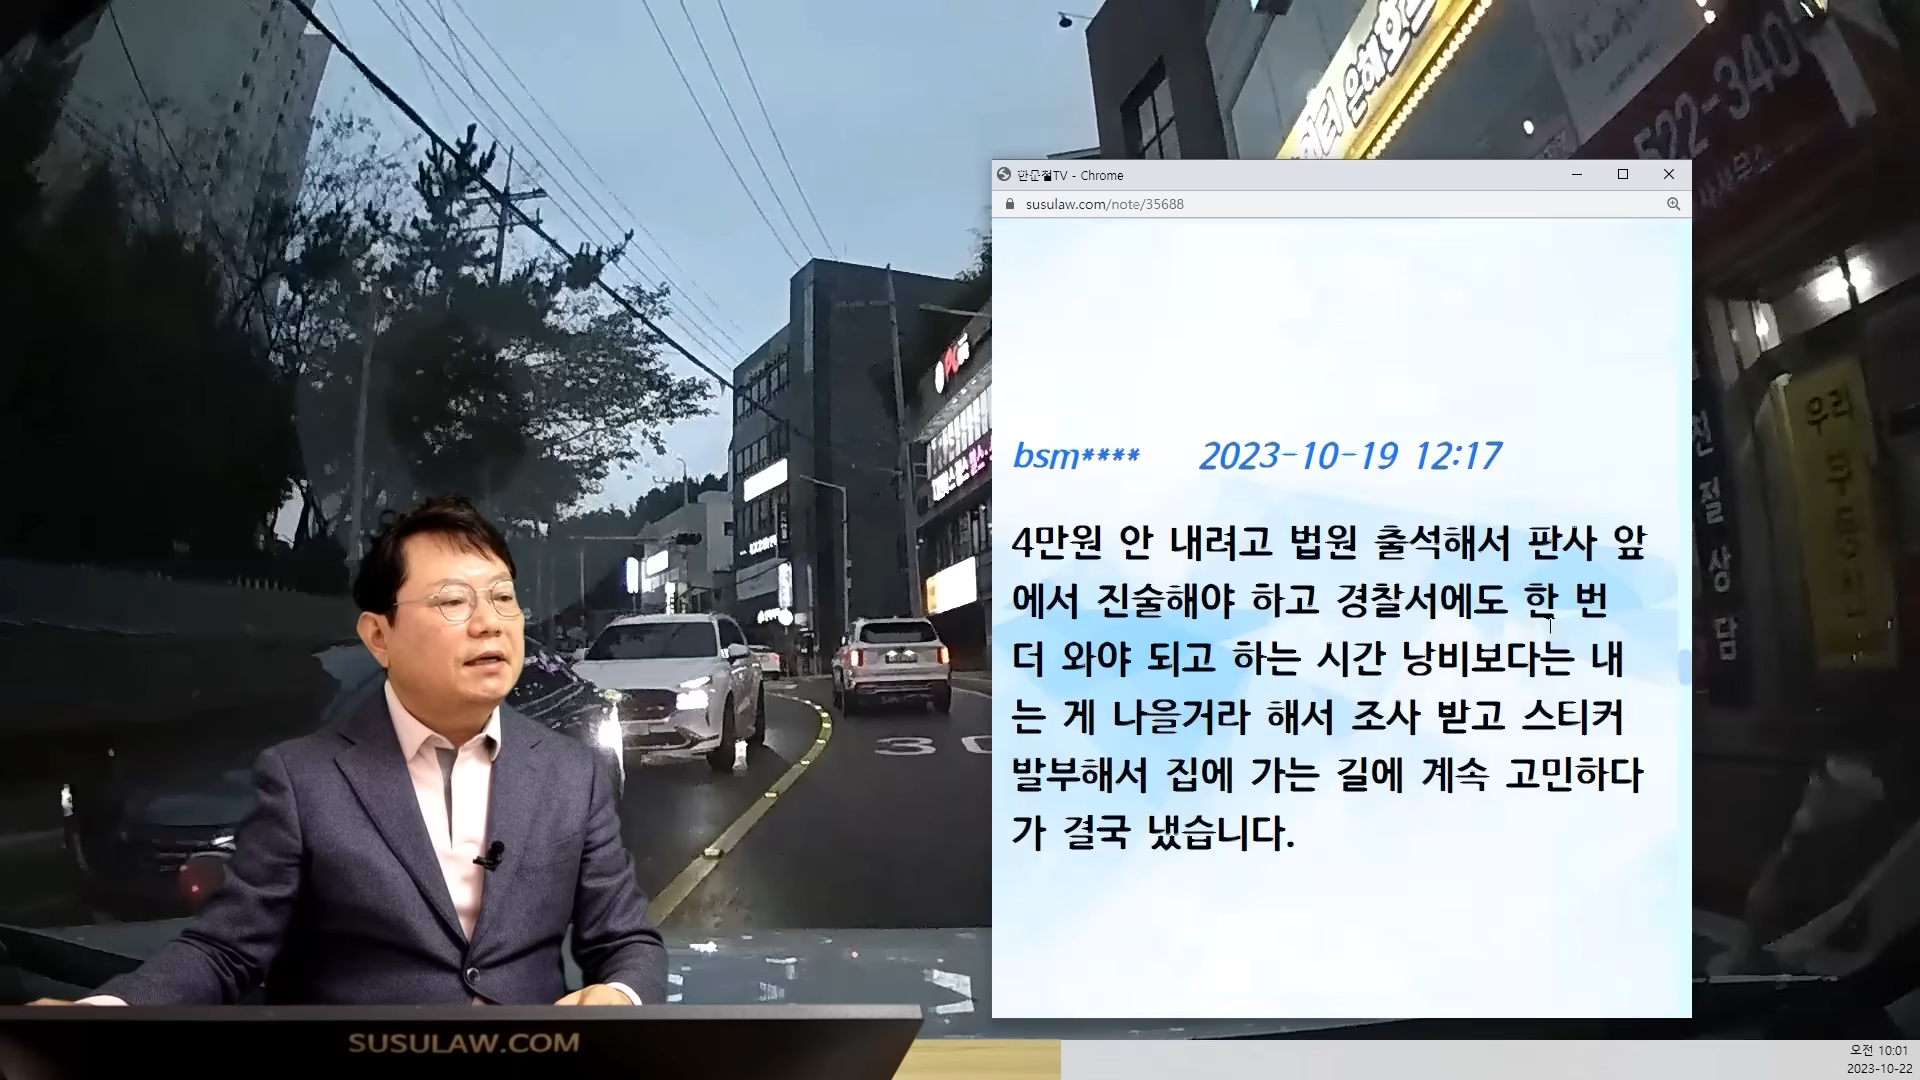 한문철TV - Chrome
susulaw.com/note/35688
bsm**** 2023-10-19 12:17
4만원 안 내려고 법원 출석해서 판사 앞
에서 진술해야 하고 경찰서에도 한 번
더 와야 되고 하는 시간 낭비보다는 내
는 게 나을거라 해서 조사 받고 스티커
발부해서 집에 가는 길에 계속 고민하다
가 결국 냈습니다.
522-340
우리
상
담
30
SUSULAW.COM
오전 10:01
2023-10-22